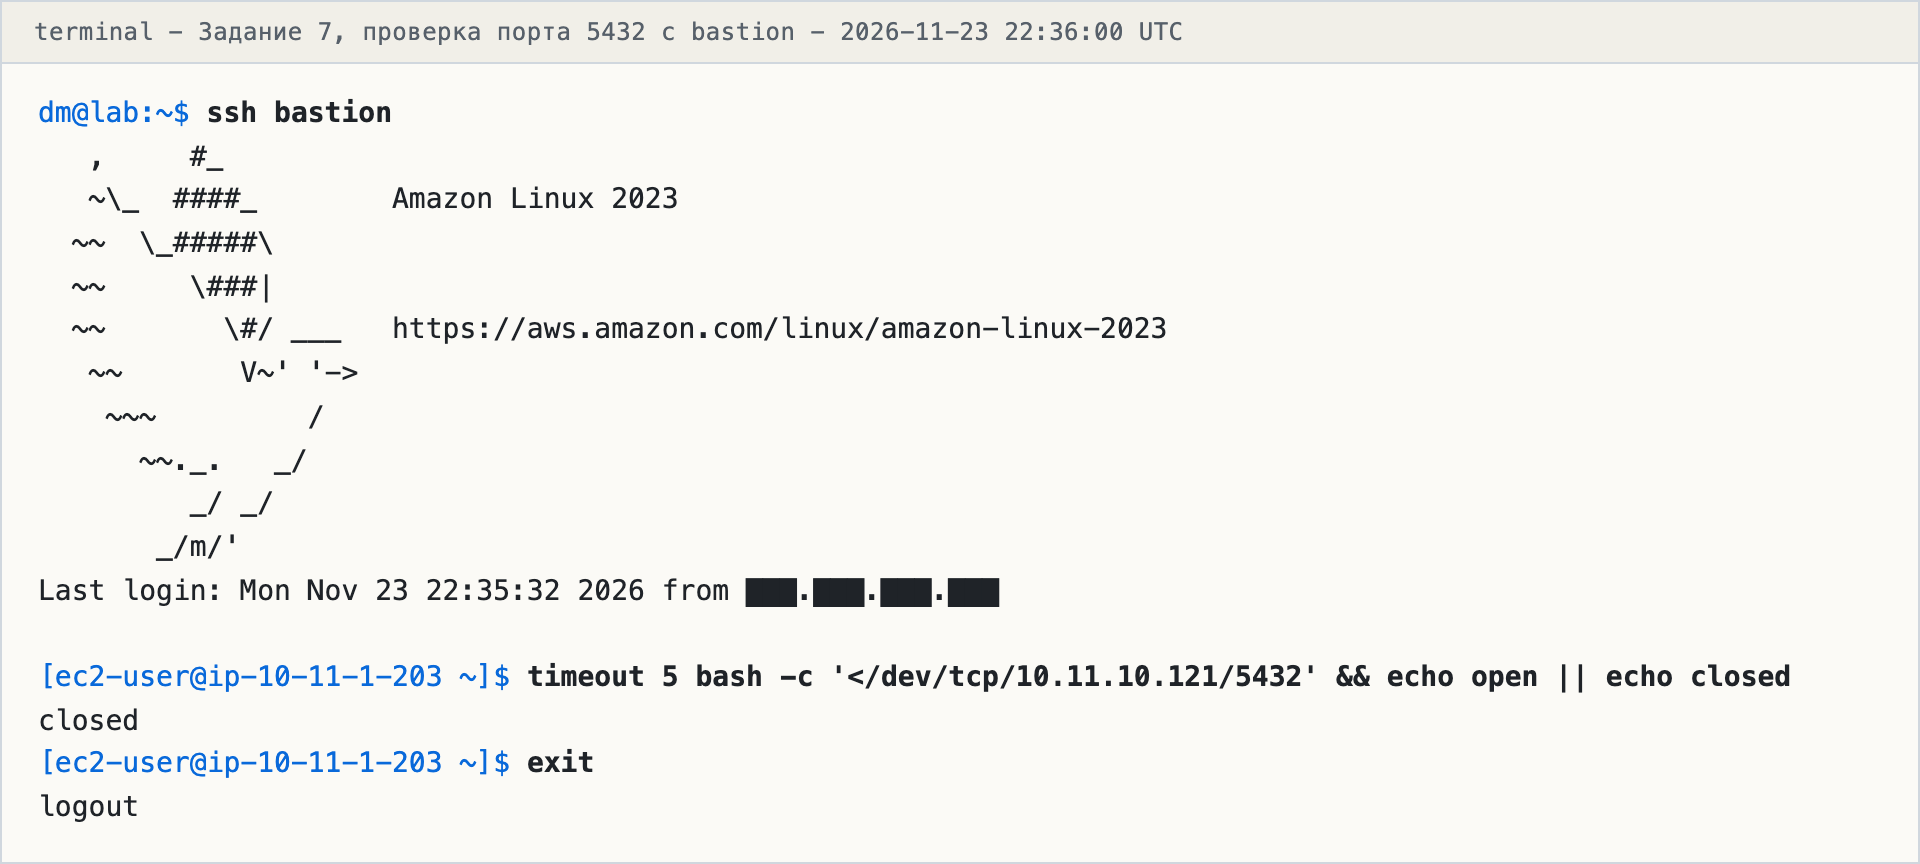 terminal – Задание 7, проверка порта 5432 с bastion – 2026-11-23 22:36:00 UTC
dm@lab:~$ ssh bastion
   ,     #_
   ~\_  ####_        Amazon Linux 2023
  ~~  \_#####\
  ~~     \###|
  ~~       \#/ ___   https://aws.amazon.com/linux/amazon-linux-2023
   ~~       V~' '->
    ~~~         /
      ~~._.   _/
         _/ _/
       _/m/'
Last login: Mon Nov 23 22:35:32 2026 from ███.███.███.███
[ec2-user@ip-10-11-1-203 ~]$ timeout 5 bash -c '</dev/tcp/10.11.10.121/5432' && echo open || echo closed
closed
[ec2-user@ip-10-11-1-203 ~]$ exit
logout